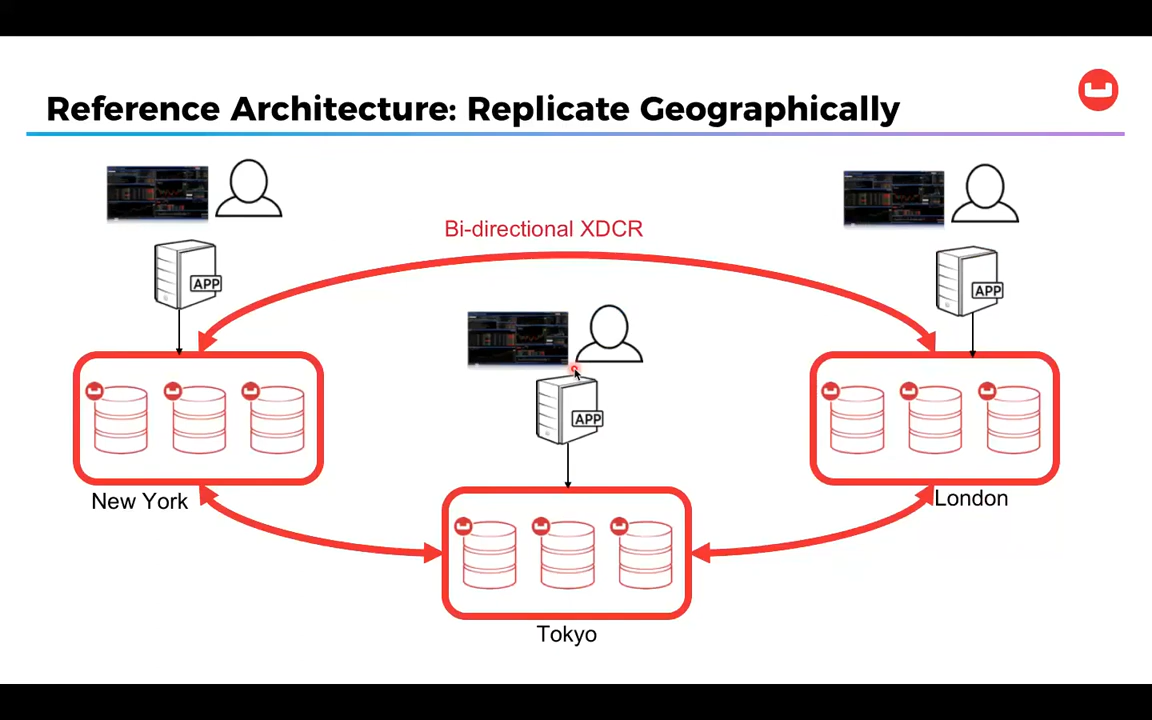 Reference Architecture: Replicate Geographically
Bi-directional XDCR
APP
APP
APP
New York
London
Tokyo